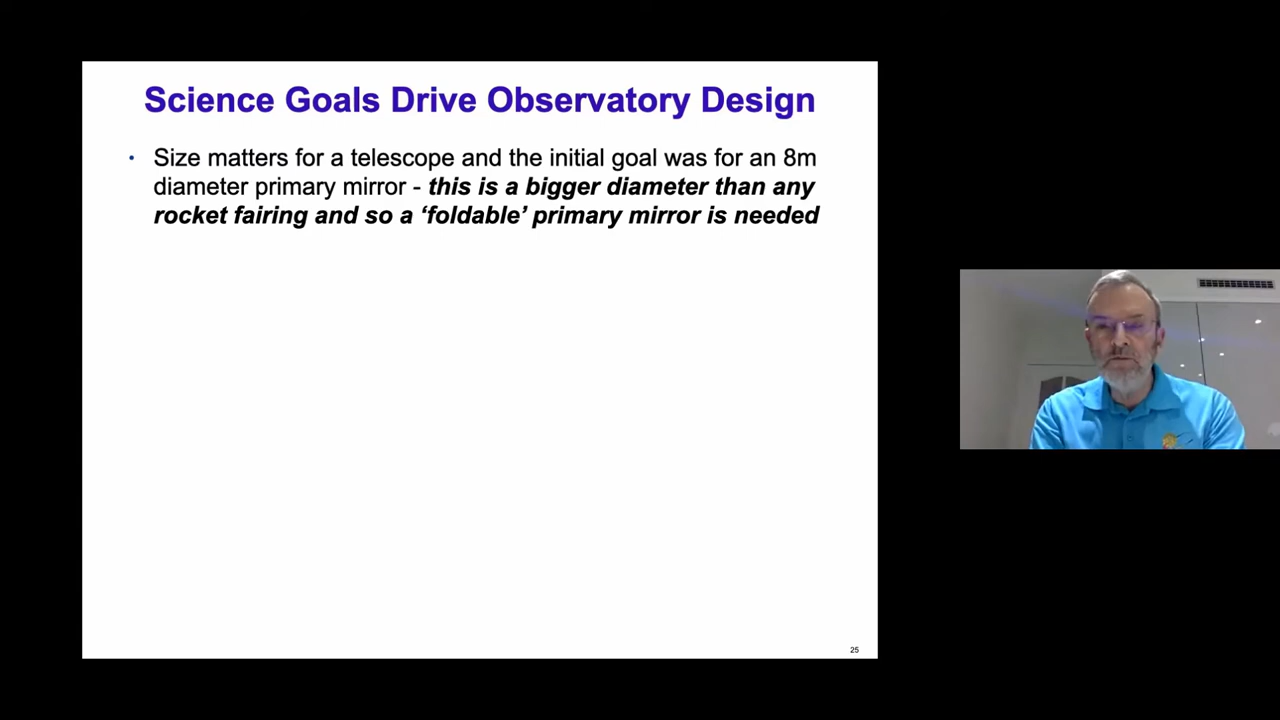 Science Goals Drive Observatory Design
• Size matters for a telescope and the initial goal was for an 8m
diameter primary mirror - this is a bigger diameter than any
rocket fairing and so a ‘foldable’ primary mirror is needed
25